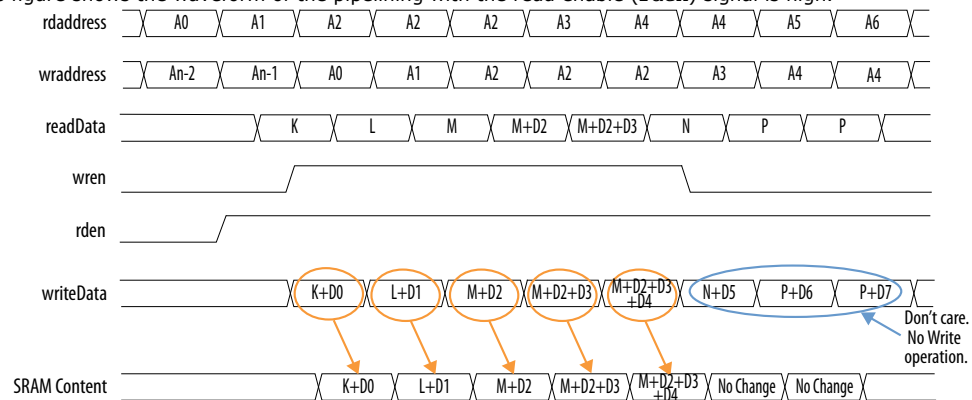 figure shows the waveform of the pipelining with the read enable (rden) signal is high.
rdaddress A0 A1 A2 A2 A2 A3 A4 A4 A5 A6
wraddress An-2 An-1 A0 A1 A2 A2 A2 A3 A4 A4
readData K L M M+D2 M+D2+D3 N P P
wren
rden
writeData K+D0 L+D1 M+D2 M+D2+D3 M+D2+D3 +D4 N+D5 P+D6 P+D7
Don't care.
No Write
operation.
SRAM Content K+D0 L+D1 M+D2 M+D2+D3 M+D2+D3 +D4 No Change No Change